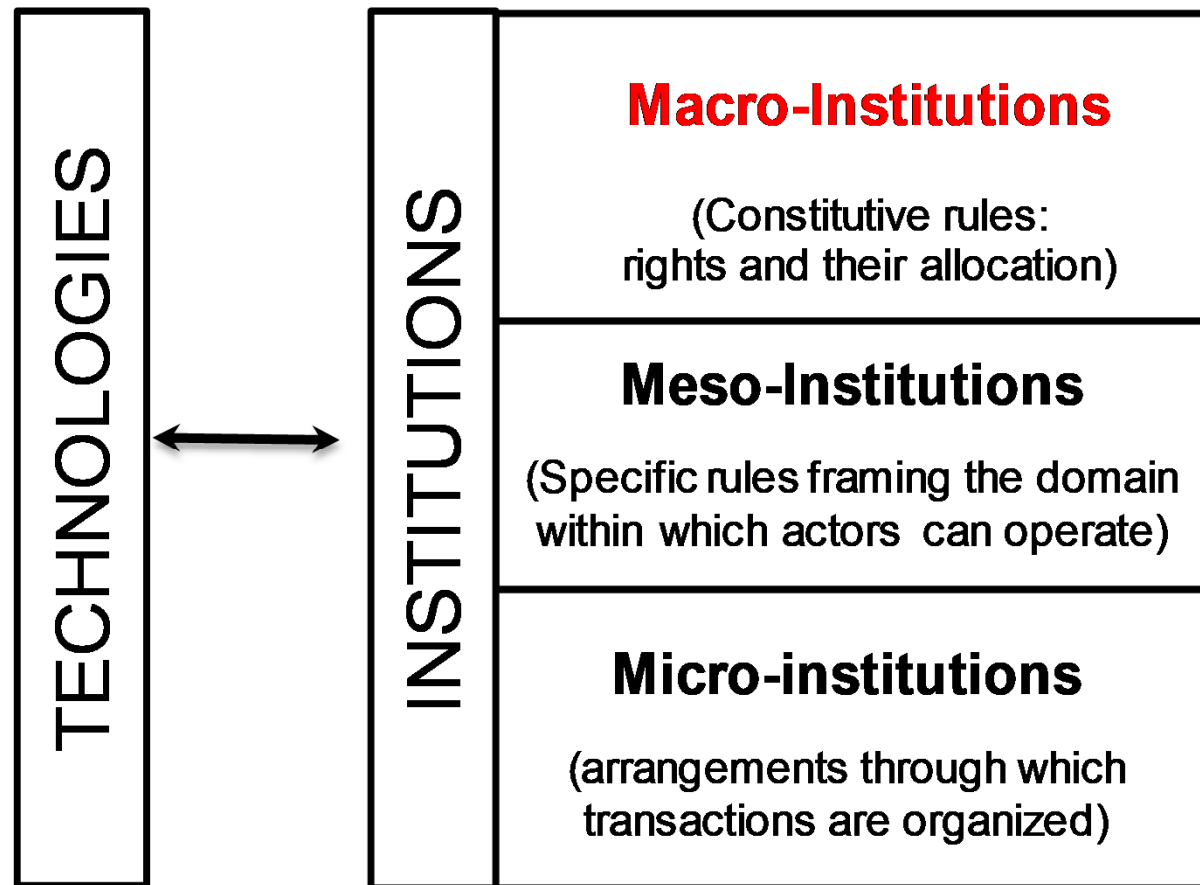 TECHNOLOGIES
INSTITUTIONS
Macro-Institutions
(Constitutive rules:
rights and their allocation)
Meso-Institutions
(Specific rules framing the domain
within which actors can operate)
Micro-institutions
(arrangements through which
transactions are organized)